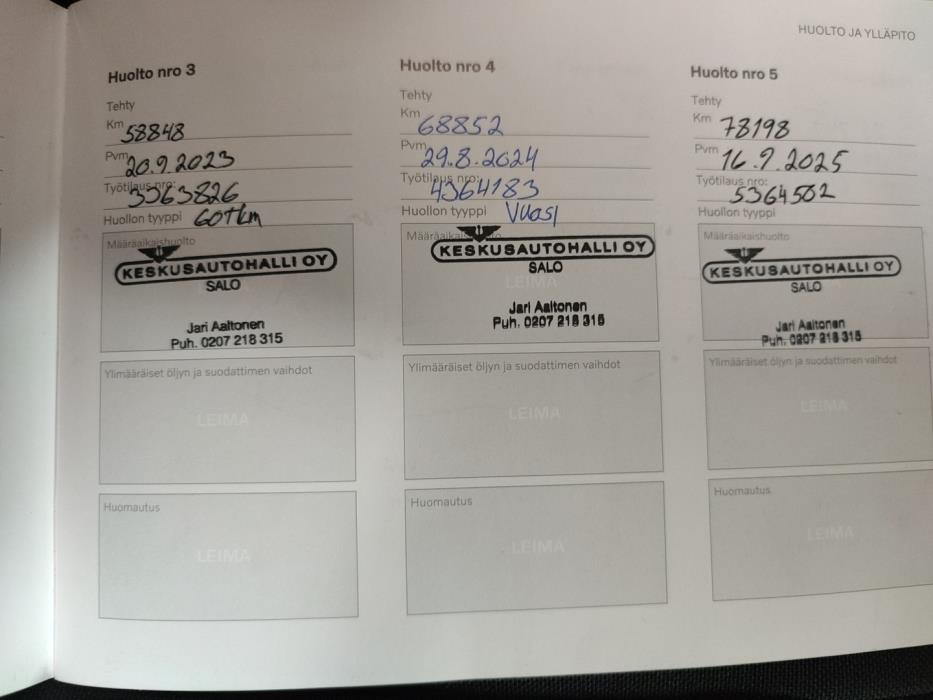 HUOLTO JA YLLÄPITO
Huolto nro 3
Tehty
Km 58848
Pvm 20.9.2023
Työtilaus nro: 3363826
Huollon tyyppi 60tkm
Määräaikaishuolto
KESKUSAUTOHALLI OY
SALO
Jari Aaltonen
Puh. 0207 218 315
Ylimääräiset öljyn ja suodattimen vaihdot
LEIMA
Huomautus
LEIMA
Huolto nro 4
Tehty
Km 68852
Pvm 29.8.2024
Työtilaus nro: 4364183
Huollon tyyppi Vuosi
Määräaikaishuolto
KESKUSAUTOHALLI OY
SALO
LEIMA
Jari Aaltonen
Puh. 0207 218 315
Ylimääräiset öljyn ja suodattimen vaihdot
LEIMA
Huomautus
LEIMA
Huolto nro 5
Tehty
Km 78198
Pvm 16.9.2025
Työtilaus nro: 5364502
Huollon tyyppi
Määräaikaishuolto
KESKUSAUTOHALLI OY
SALO
Jari Aaltonen
Puh. 0207 218 315
Ylimääräiset öljyn ja suodattimen vaihdot
LEIMA
Huomautus
LEIMA